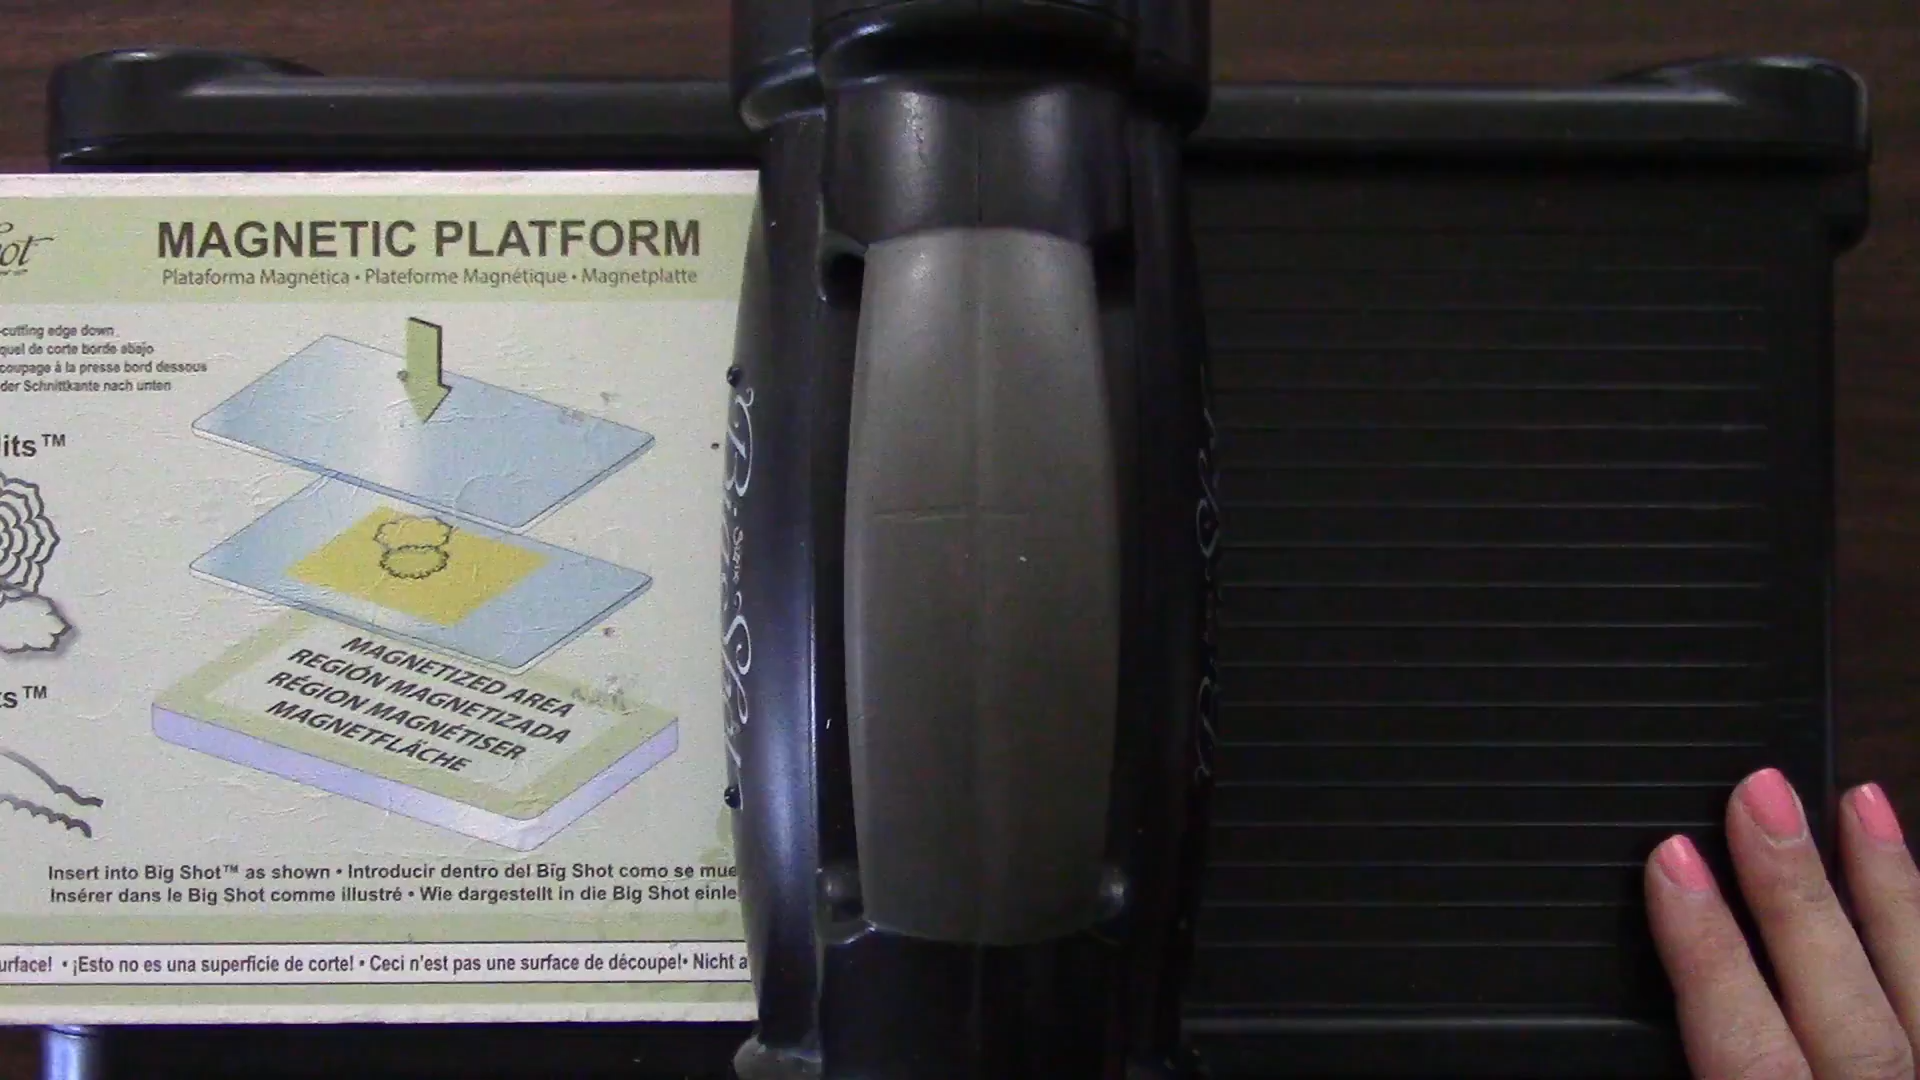 MAGNETIC PLATFORM
Plataforma Magnética • Plateforme Magnétique • Magnetplatte
-cutting edge down
quel de corte borde abajo
coupage à la presse bord dessous
der Schnittkante nach unten
its™
MAGNETIZED AREA
REGIÓN MAGNETIZADA
RÉGION MAGNÉTISER
MAGNETFLÄCHE
s™
Insert into Big Shot™ as shown • Introducir dentro del Big Shot como se mue
Insérer dans le Big Shot comme illustré • Wie dargestellt in die Big Shot einle
urface! • ¡Esto no es una superficie de corte! • Ceci n'est pas une surface de découpe!• Nicht a
Big Shot